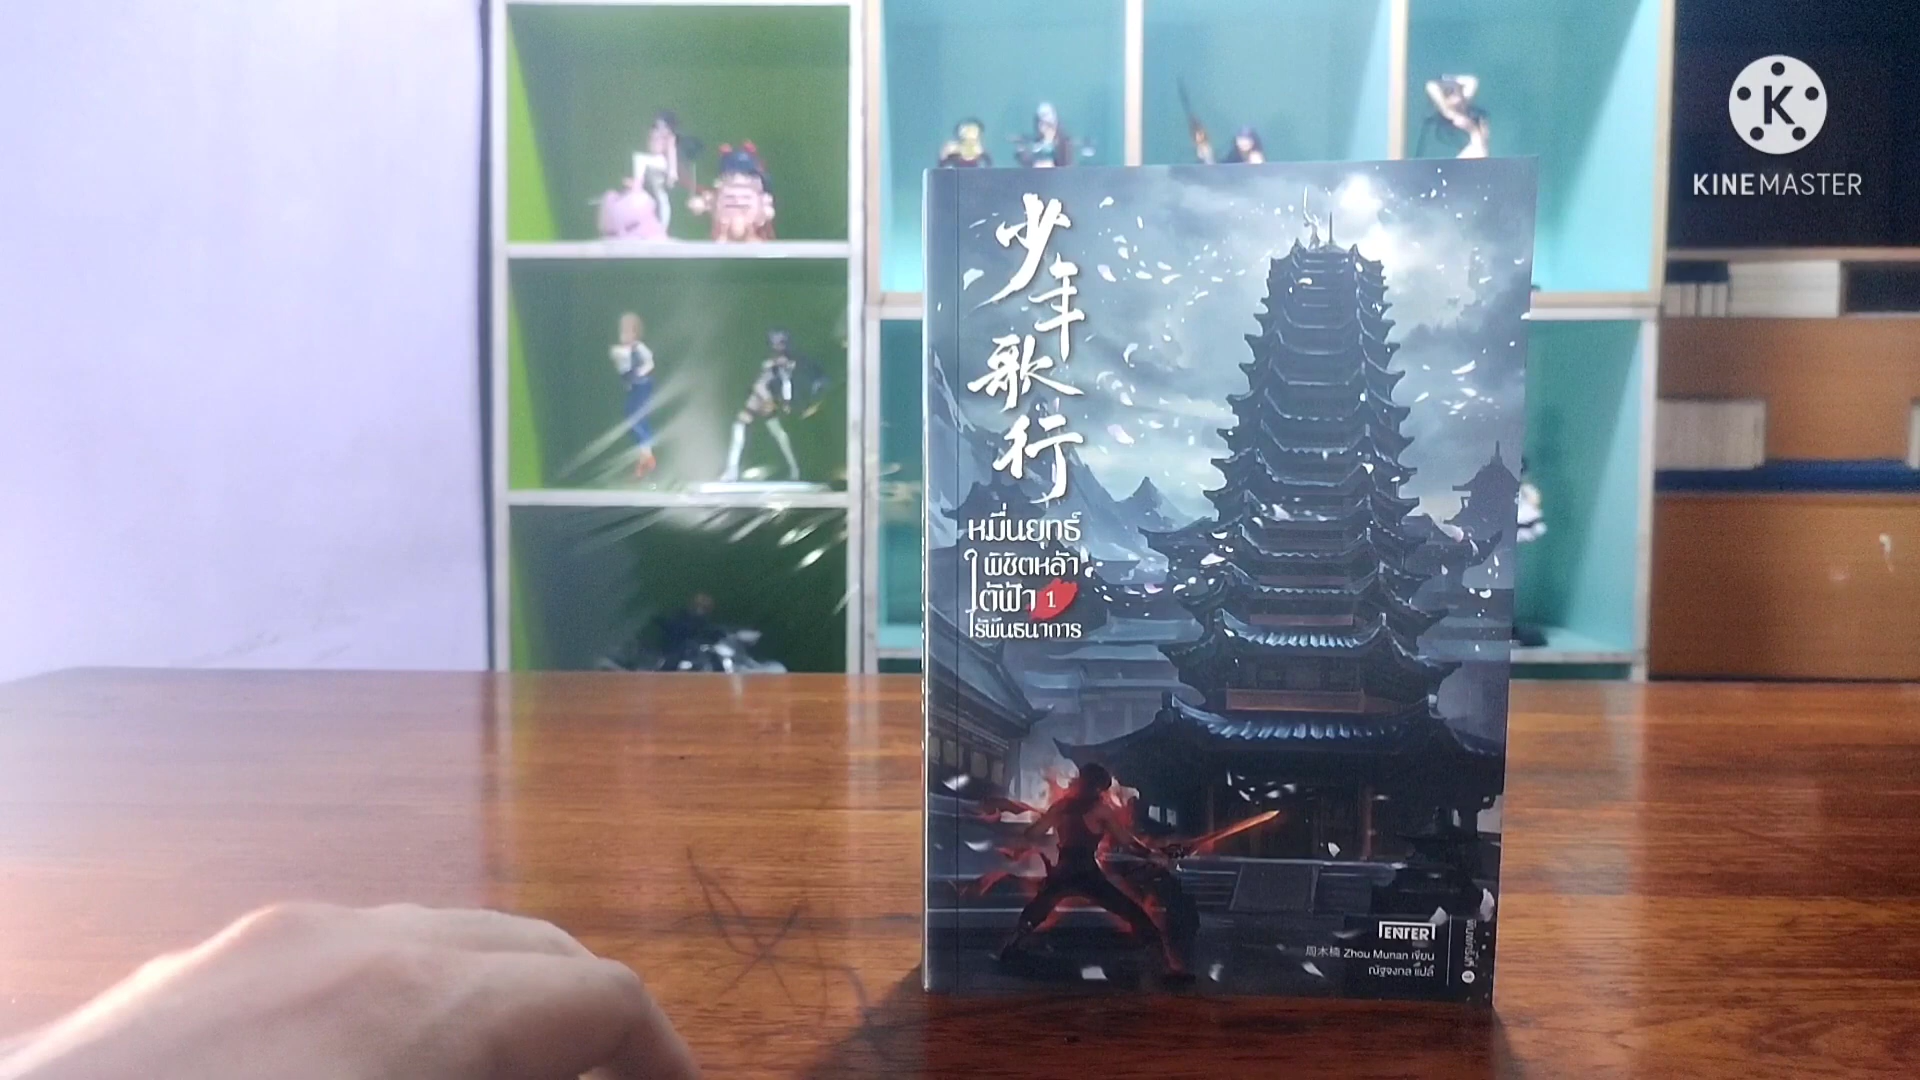 少年歌行
หมื่นยุทธ์
พิชิตหล้า
ใต้ฟ้า 1
ไร้พันธนาการ
ENTER
周木楠 Zhou Munan เขียน
ณัฐจงกล แปล
K
KINEMASTER